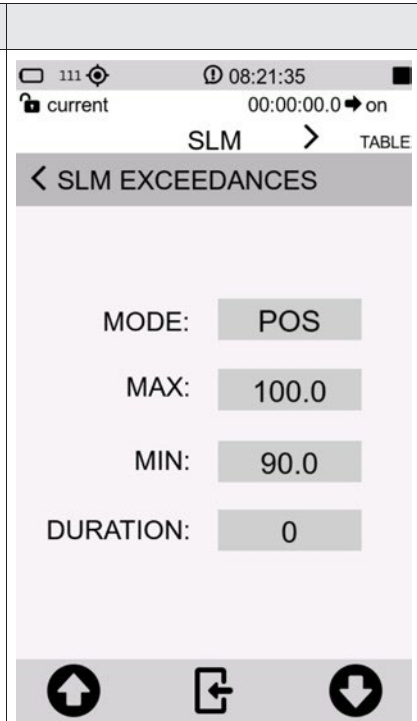 111 08:21:35
current 00:00:00.0 on
SLM > TABLE
< SLM EXCEEDANCES
MODE: POS
MAX: 100.0
MIN: 90.0
DURATION: 0